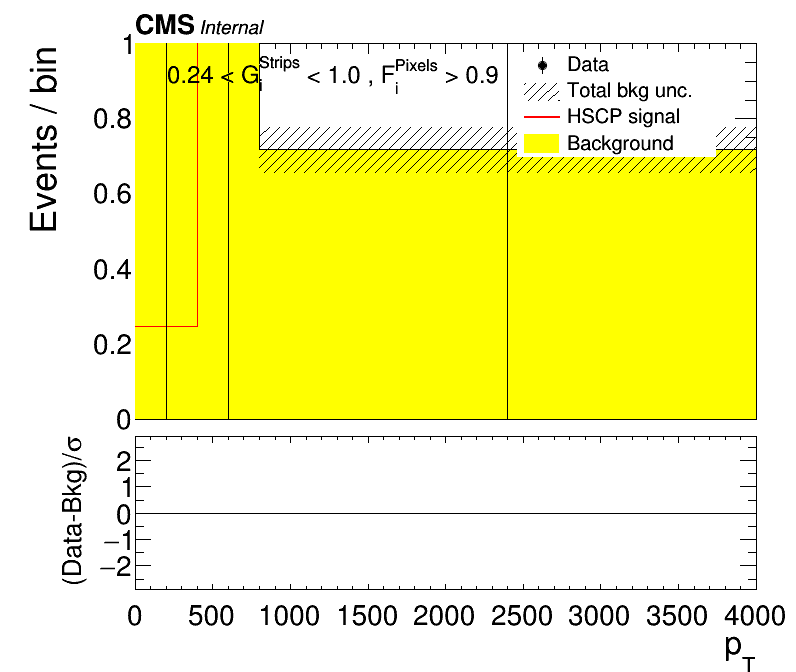 CMS Internal
0.24 < G_i^Strips < 1.0 , F_i^Pixels > 0.9
Data
Total bkg unc.
HSCP signal
Background
Events / bin
1
0.8
0.6
0.4
0.2
0
(Data-Bkg)/σ
2
1
0
−1
−2
0 500 1000 1500 2000 2500 3000 3500 4000
p_T